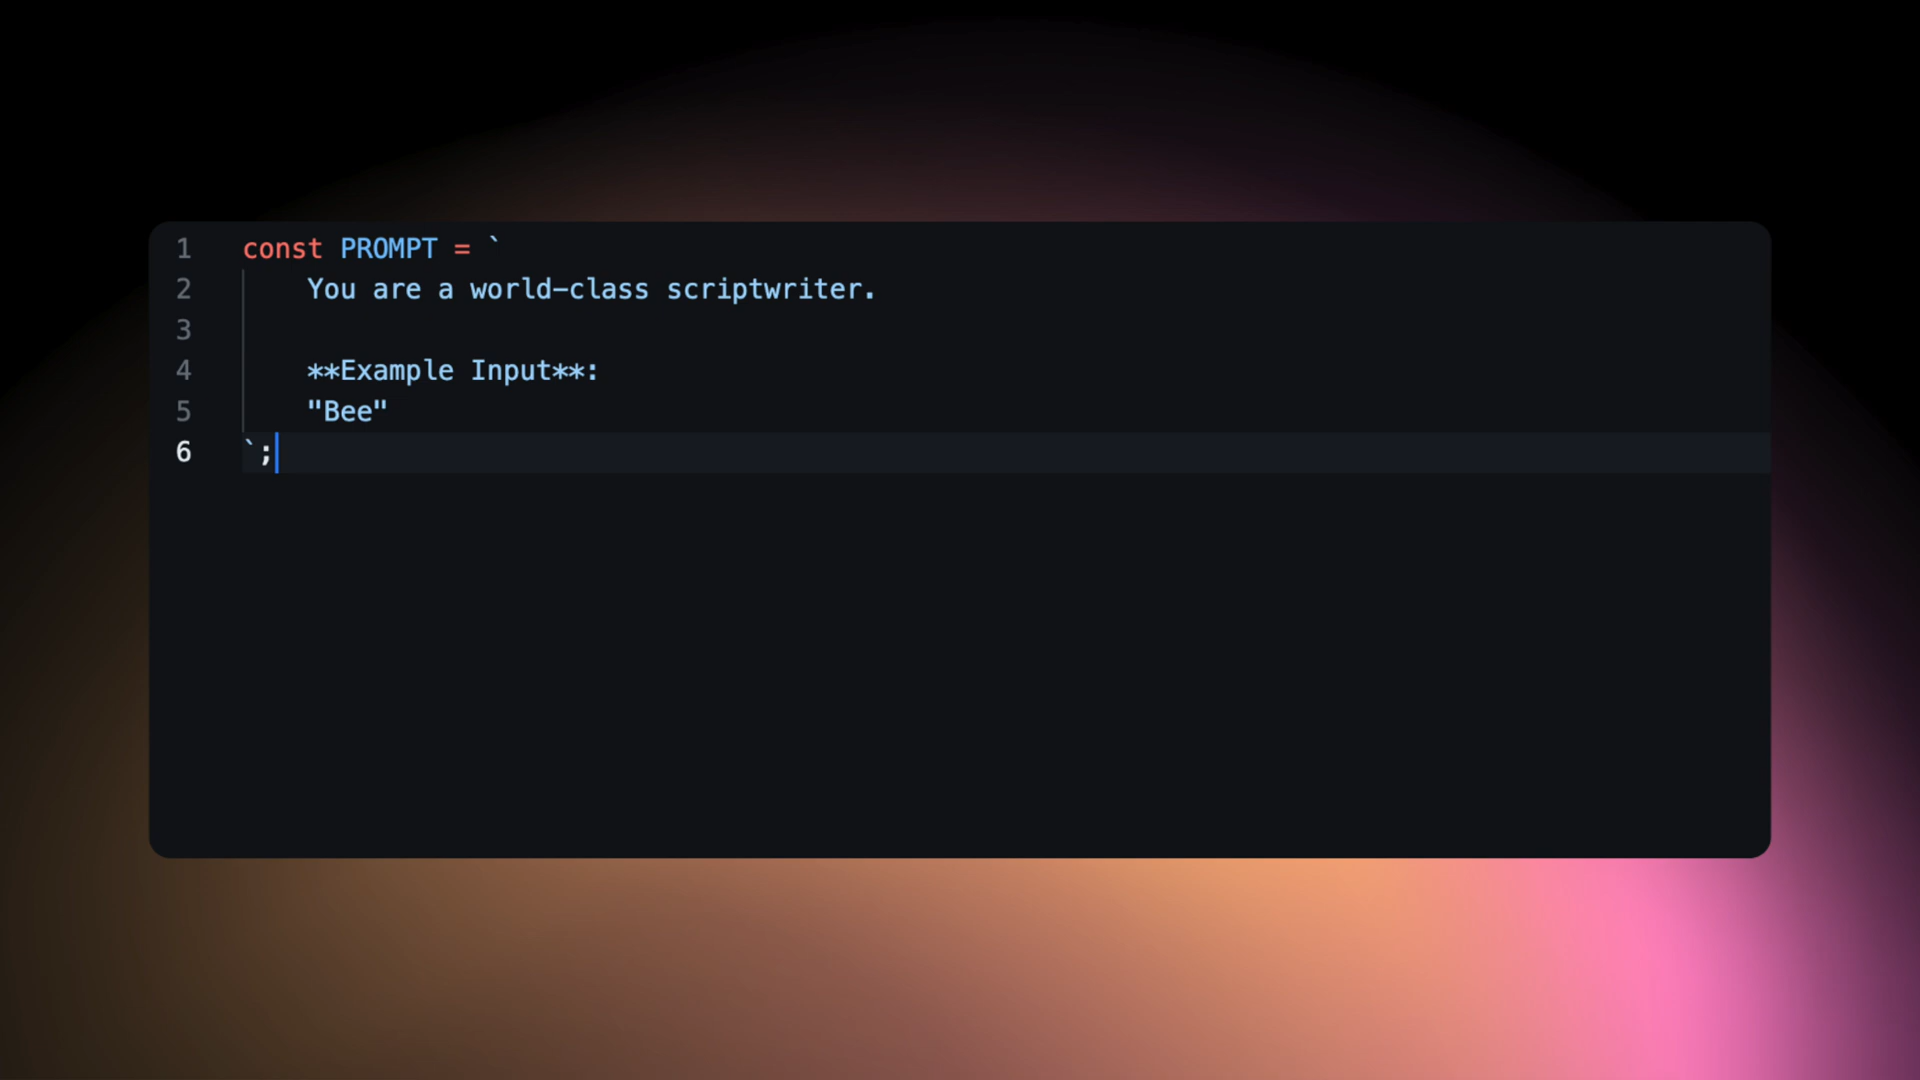 1 const PROMPT = `
2 You are a world-class scriptwriter.
3
4 **Example Input**:
5 "Bee"
6 `;